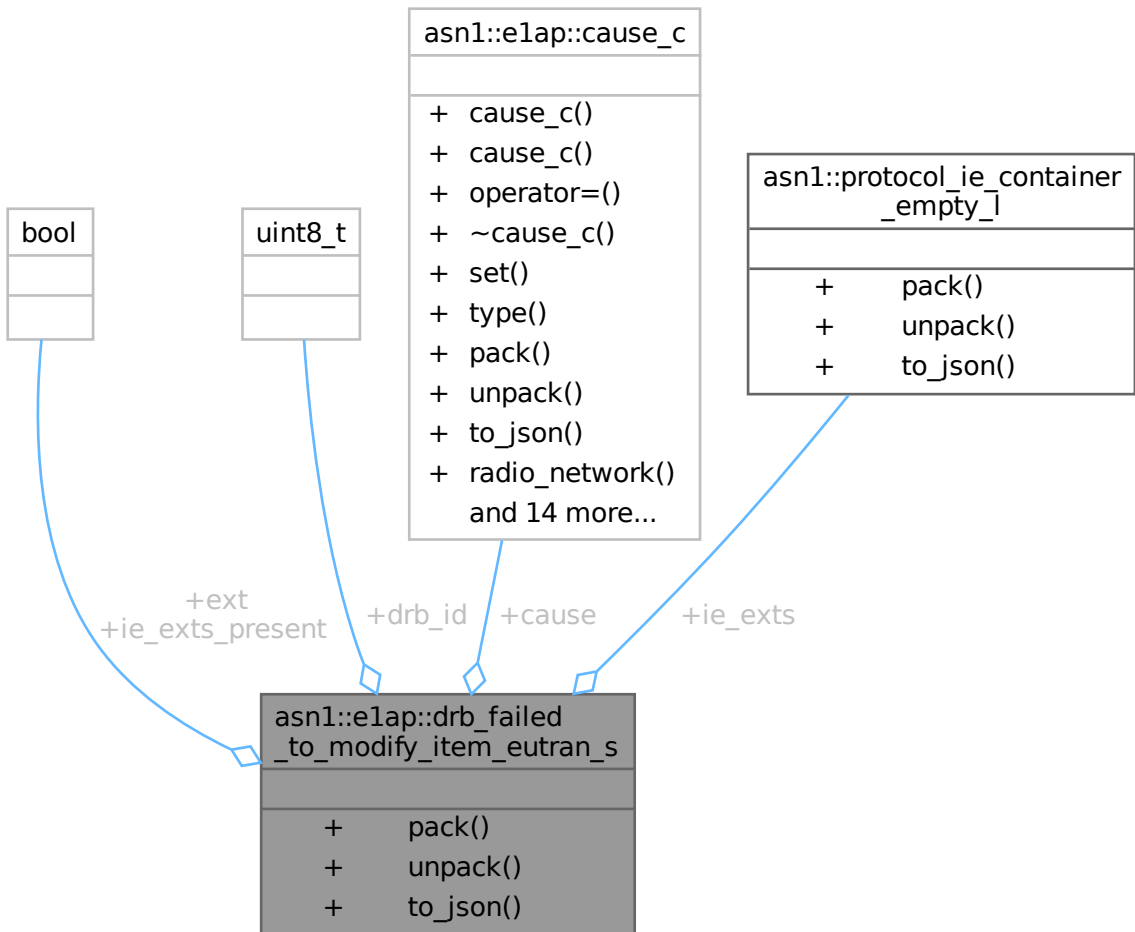 asn1::e1ap::cause_c
+ cause_c()
+ cause_c()
+ operator=()
+ ~cause_c()
+ set()
+ type()
+ pack()
+ unpack()
+ to_json()
+ radio_network()
and 14 more...
asn1::protocol_ie_container
_empty_l
+ pack()
+ unpack()
+ to_json()
bool
uint8_t
+ext
+ie_exts_present
+drb_id
+cause
+ie_exts
asn1::e1ap::drb_failed
_to_modify_item_eutran_s
+ pack()
+ unpack()
+ to_json()